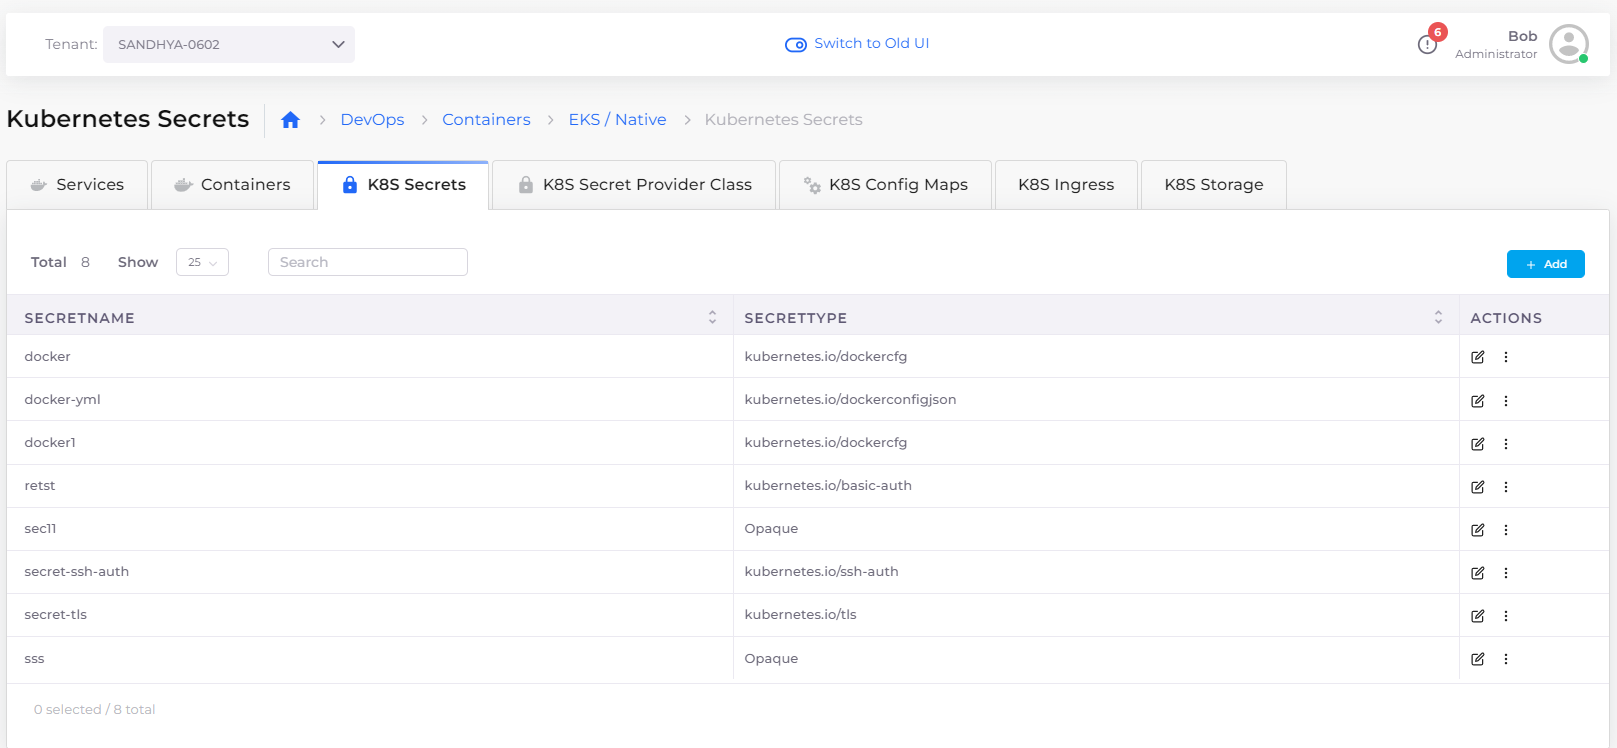 Tenant: SANDHYA-0602 Switch to Old UI 6 Bob
Administrator
Kubernetes Secrets DevOps Containers EKS / Native Kubernetes Secrets
Services Containers K8S Secrets K8S Secret Provider Class K8S Config Maps K8S Ingress K8S Storage
Total 8 Show 25 Search + Add
SECRETNAME SECRETTYPE ACTIONS
docker kubernetes.io/dockercfg
docker-yml kubernetes.io/dockerconfigjson
docker1 kubernetes.io/dockercfg
retst kubernetes.io/basic-auth
sec11 Opaque
secret-ssh-auth kubernetes.io/ssh-auth
secret-tls kubernetes.io/tls
sss Opaque
0 selected / 8 total